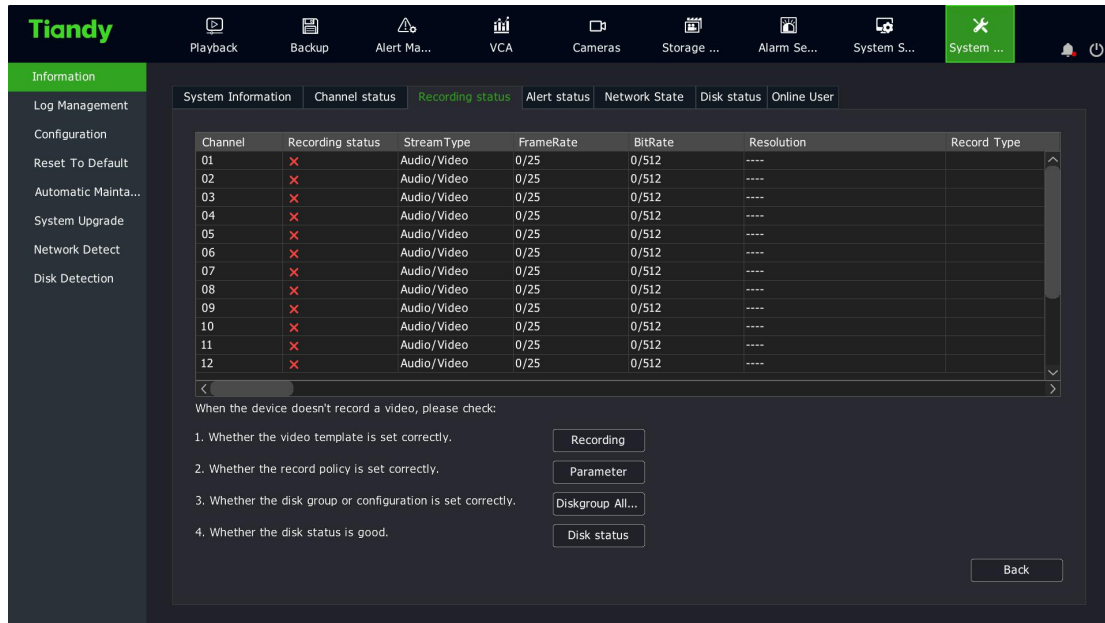 Tiandy
Playback Backup Alert Ma... VCA Cameras Storage ... Alarm Se... System S... System ...
Information
Log Management
Configuration
Reset To Default
Automatic Mainta...
System Upgrade
Network Detect
Disk Detection
System Information Channel status Recording status Alert status Network State Disk status Online User
Channel Recording status StreamType FrameRate BitRate Resolution Record Type
01 Audio/Video 0/25 0/512 ----
02 Audio/Video 0/25 0/512 ----
03 Audio/Video 0/25 0/512 ----
04 Audio/Video 0/25 0/512 ----
05 Audio/Video 0/25 0/512 ----
06 Audio/Video 0/25 0/512 ----
07 Audio/Video 0/25 0/512 ----
08 Audio/Video 0/25 0/512 ----
09 Audio/Video 0/25 0/512 ----
10 Audio/Video 0/25 0/512 ----
11 Audio/Video 0/25 0/512 ----
12 Audio/Video 0/25 0/512 ----
When the device doesn't record a video, please check:
1. Whether the video template is set correctly. Recording
2. Whether the record policy is set correctly. Parameter
3. Whether the disk group or configuration is set correctly. Diskgroup All...
4. Whether the disk status is good. Disk status
Back